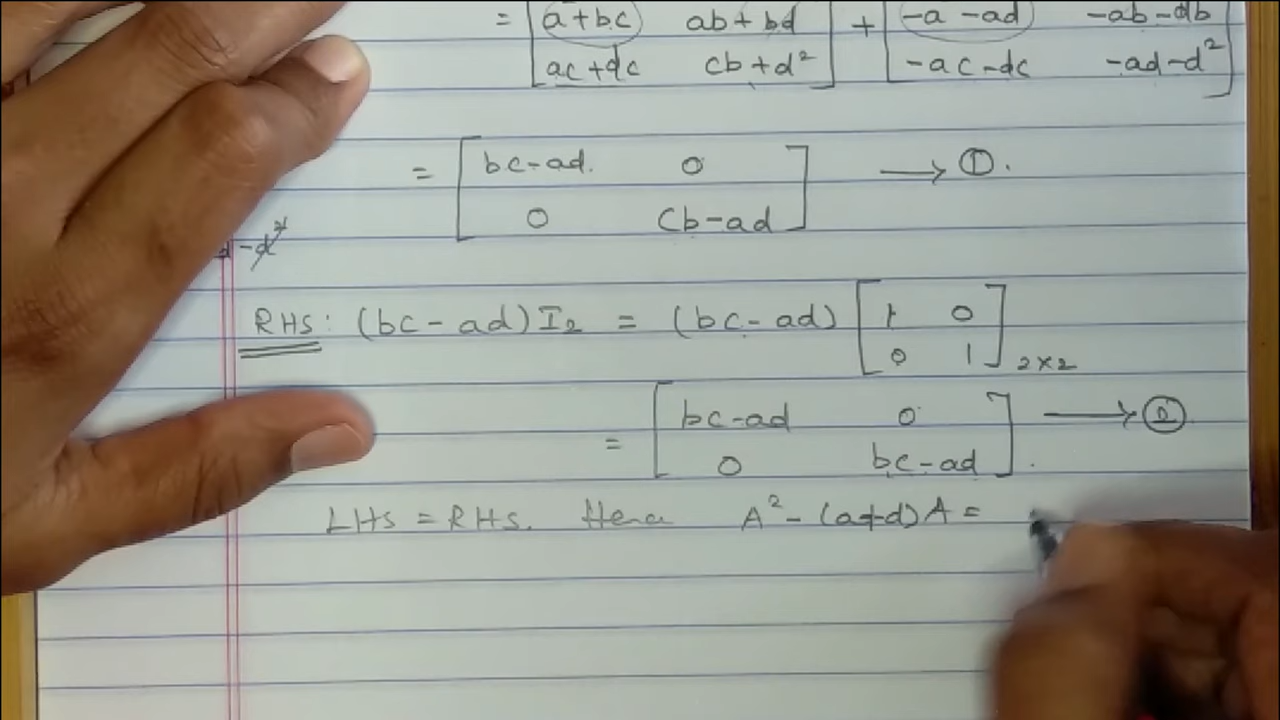 = [ a+bc ab+bd + [ -a-ad -ab-db
ac+dc cb+d² ] -ac-dc -ad-d² ]
= [ bc-ad. 0 ] → ①.
0 cb-ad
-d²
RHS: (bc-ad)I₂ = (bc-ad) [ 1 0
0 1 ] 2×2
= [ bc-ad 0 ] → ②
0 bc-ad .
LHS = RHS. Hence A² - (a+d)A =